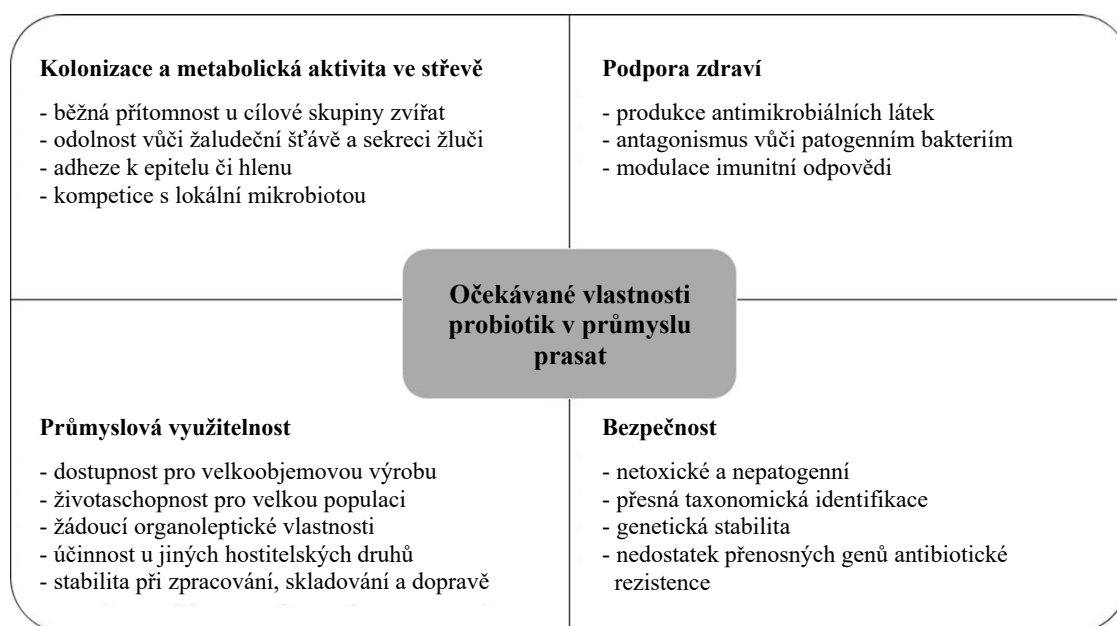 Kolonizace a metabolická aktivita ve střevě
- běžná přítomnost u cílové skupiny zvířat
- odolnost vůči žaludeční šťávě a sekreci žluči
- adheze k epitelu či hlenu
- kompetice s lokální mikrobiotou
Podpora zdraví
- produkce antimikrobiálních látek
- antagonismus vůči patogenním bakteriím
- modulace imunitní odpovědi
Očekávané vlastnosti
probiotik v průmyslu
prasat
Průmyslová využitelnost
- dostupnost pro velkoobjemovou výrobu
- životaschopnost pro velkou populaci
- žádoucí organoleptické vlastnosti
- účinnost u jiných hostitelských druhů
- stabilita při zpracování, skladování a dopravě
Bezpečnost
- netoxické a nepatogenní
- přesná taxonomická identifikace
- genetická stabilita
- nedostatek přenosných genů antibiotické
rezistence